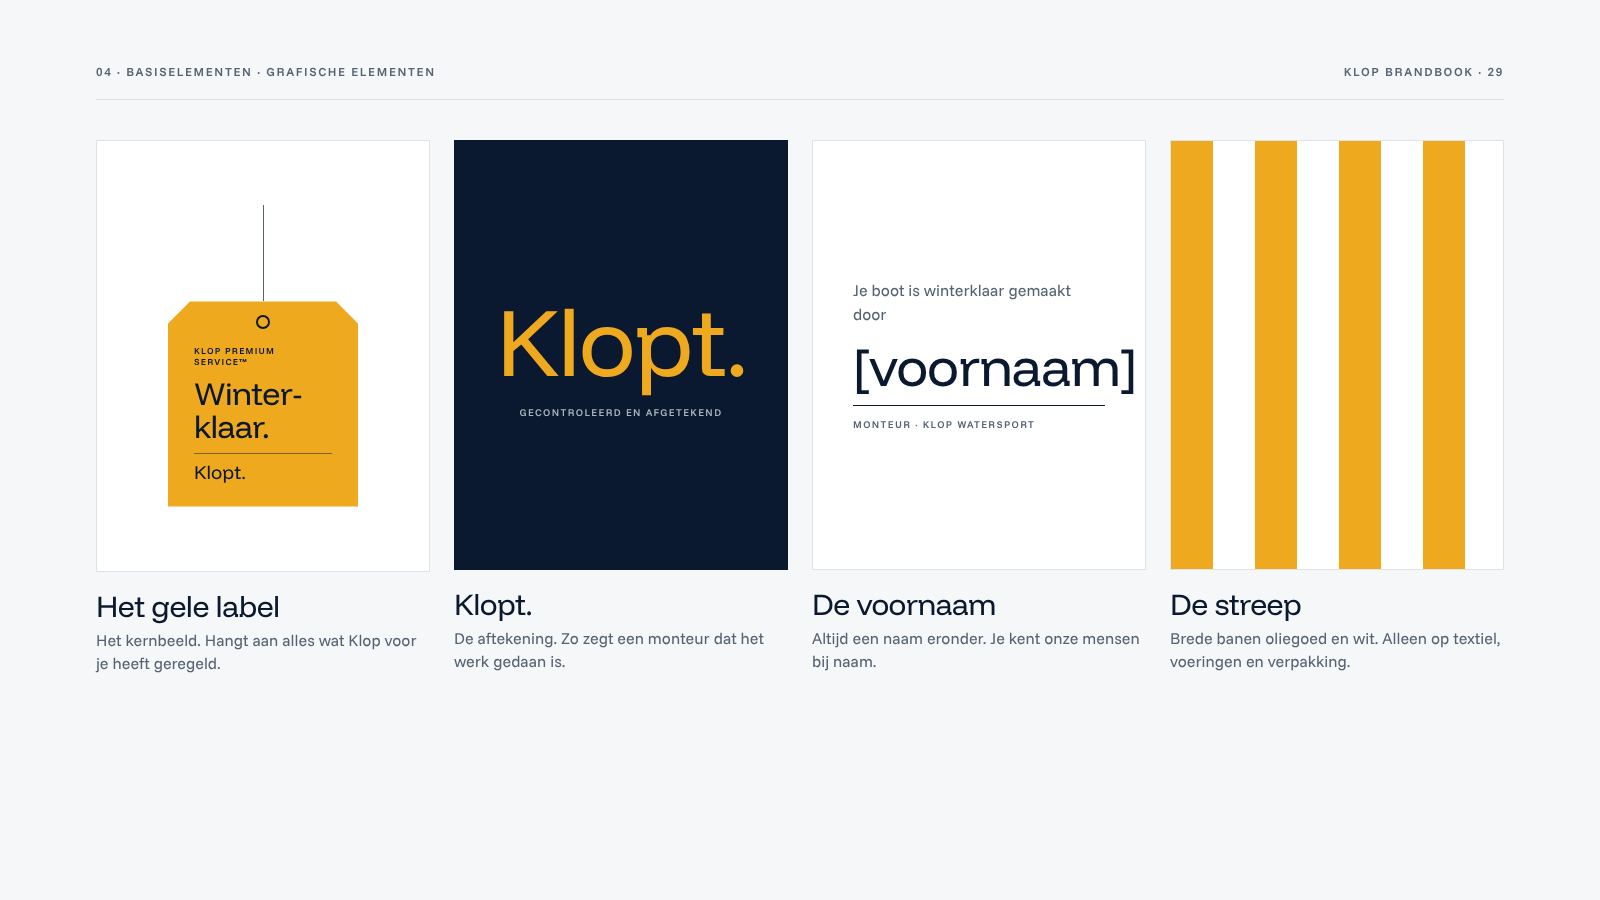 04 · BASISELEMENTEN · GRAFISCHE ELEMENTEN
KLOP BRANDBOOK · 29
KLOP PREMIUM
SERVICE™
Winter-
klaar.
Klopt.
Klopt.
GECONTROLEERD EN AFGETEKEND
Je boot is winterklaar gemaakt
door
[voornaam]
MONTEUR · KLOP WATERSPORT
Het gele label
Het kernbeeld. Hangt aan alles wat Klop voor
je heeft geregeld.
Klopt.
De aftekening. Zo zegt een monteur dat het
werk gedaan is.
De voornaam
Altijd een naam eronder. Je kent onze mensen
bij naam.
De streep
Brede banen oliegoed en wit. Alleen op textiel,
voeringen en verpakking.